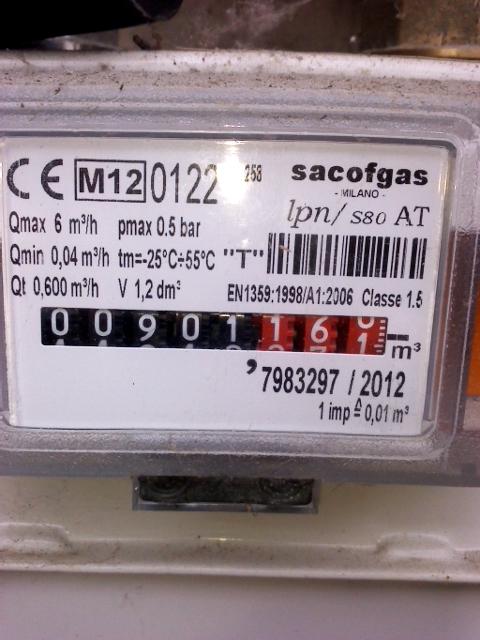 CE M12 0122 258 sacofgas
- MILANO -
lpn/ S80 AT
Qmax 6 m³/h pmax 0.5 bar
Qmin 0,04 m³/h tm=-25°C÷55°C "T"
Qt 0,600 m³/h V 1,2 dm³ EN1359:1998/A1:2006 Classe 1.5
0 0 9 0 1 1 6 m³
7983297 / 2012
1 imp ≙ 0,01 m³